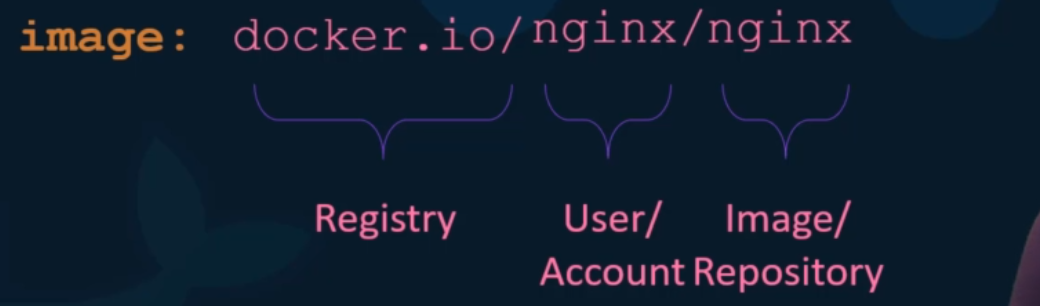 image: docker.io/nginx/nginx
Registry User/ Image/
Account Repository